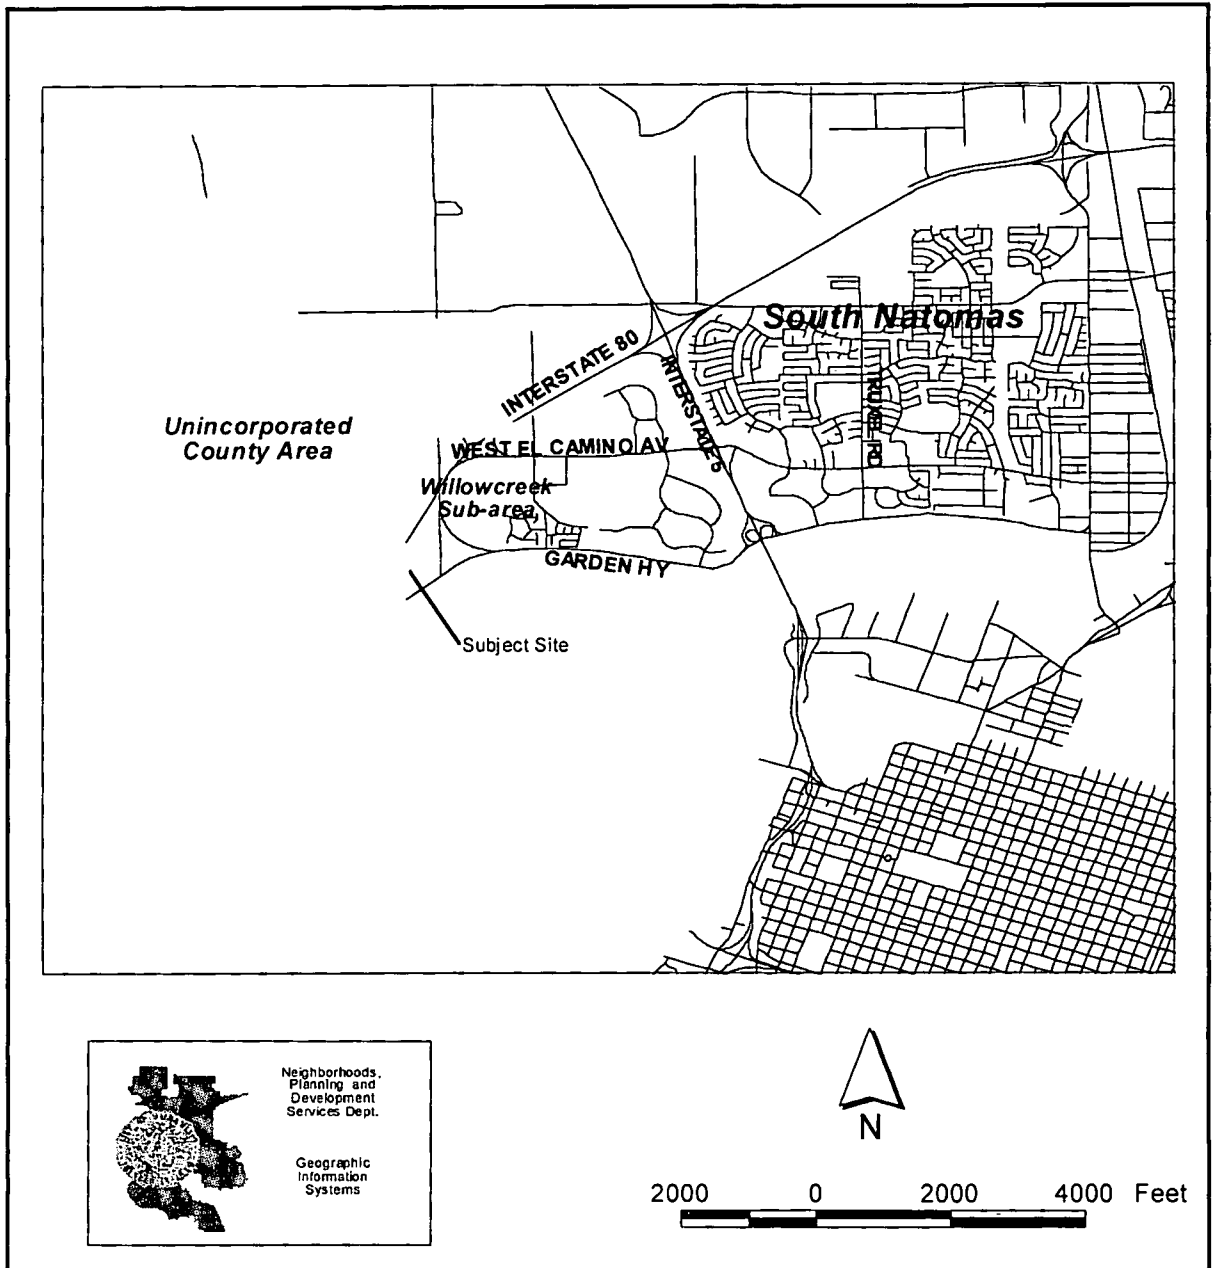 South Natomas
INTERSTATE 80
INTERSTATE 5
TRUXEL RD
Unincorporated
County Area
WEST EL CAMINO AV
Willowcreek
Sub-area
GARDEN HY
Subject Site
Neighborhoods,
Planning and
Development
Services Dept.
Geographic
Information
Systems
N
2000 0 2000 4000 Feet